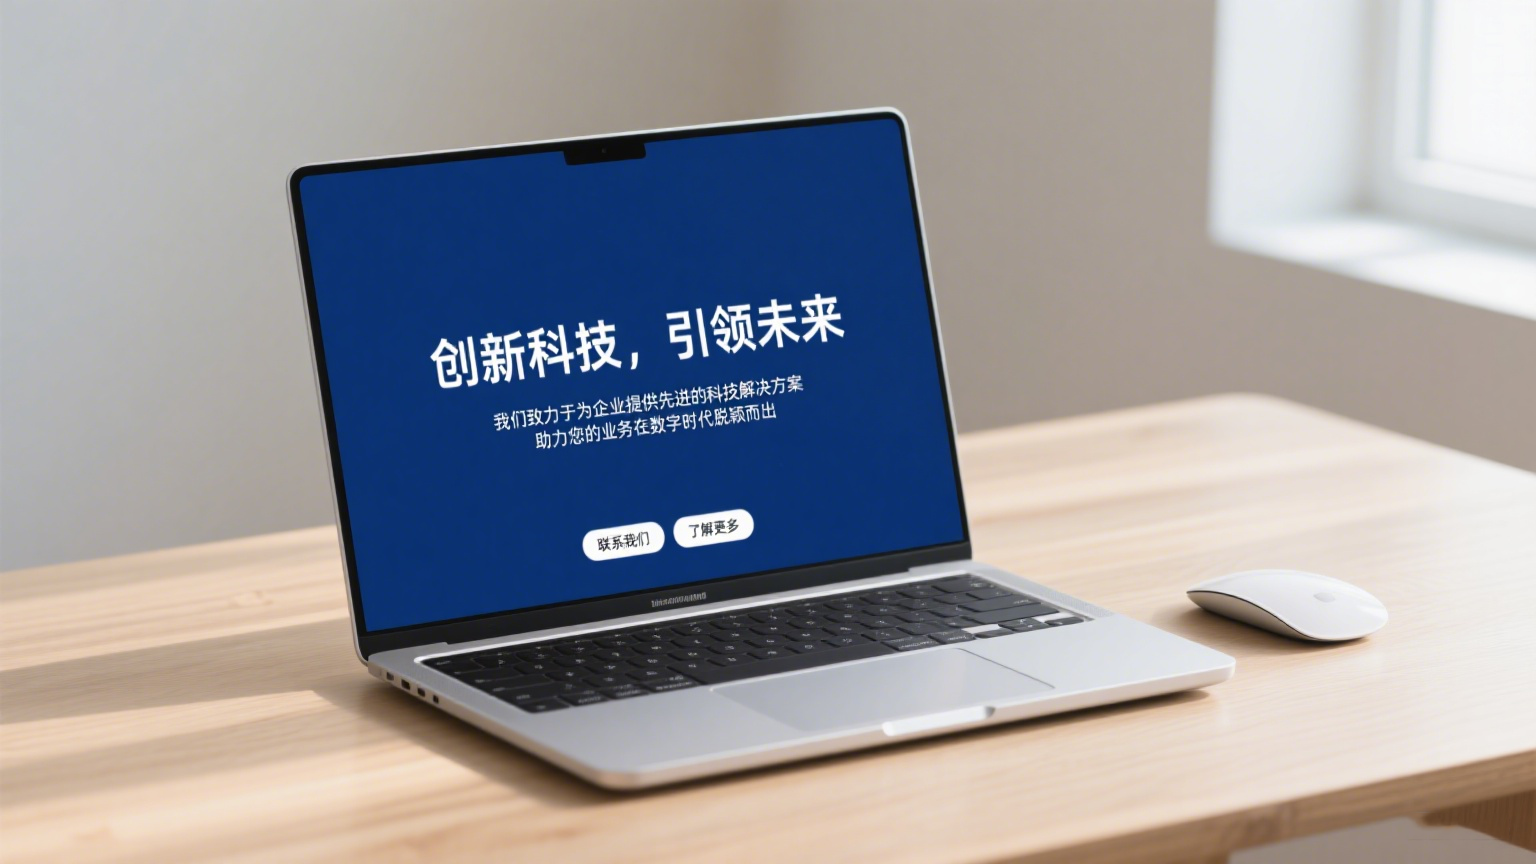 创新科技，引领未来
我们致力于为企业提供先进的科技解决方案
助力您的业务在数字时代脱颖而出
联系我们
了解更多